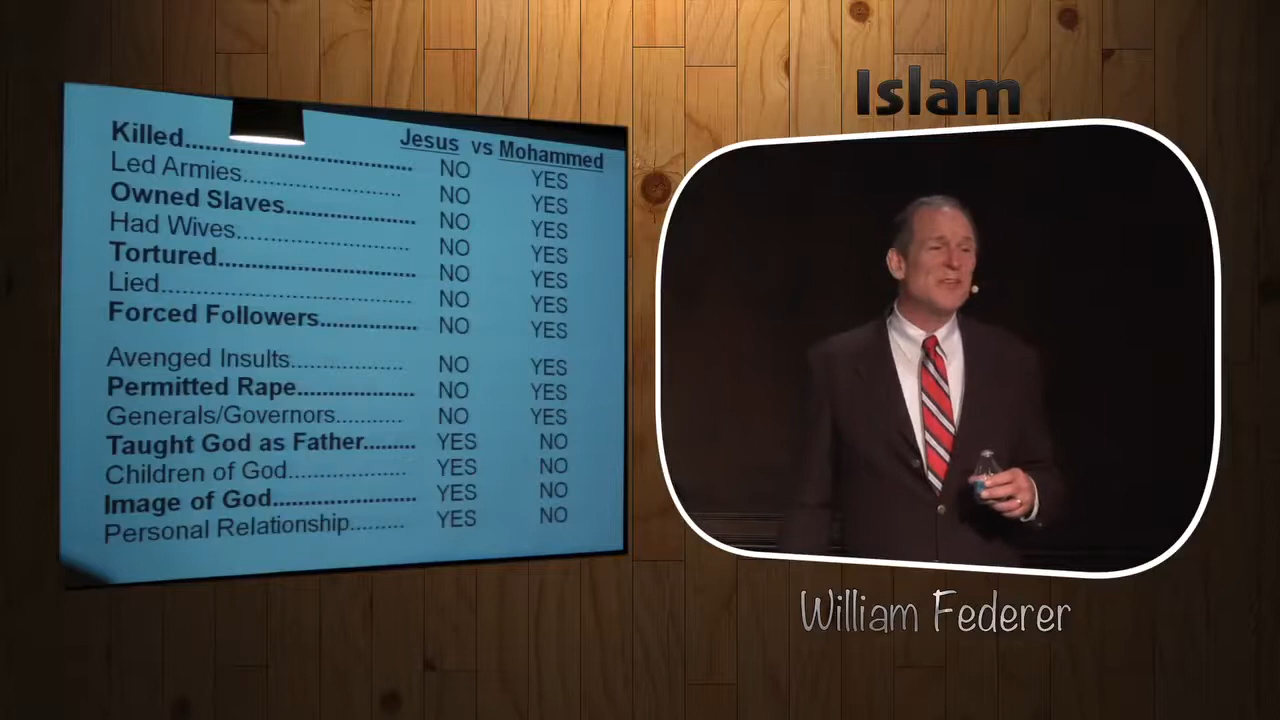 Islam
Jesus vs Mohammed
Killed.......................................... NO YES
Led Armies............................ NO YES
Owned Slaves....................... NO YES
Had Wives.............................. NO YES
Tortured................................... NO YES
Lied........................................... NO YES
Forced Followers................. NO YES
Avenged Insults.................... NO YES
Permitted Rape..................... NO YES
Generals/Governors............ NO YES
Taught God as Father......... YES NO
Children of God.................... YES NO
Image of God......................... YES NO
Personal Relationship......... YES NO
William Federer